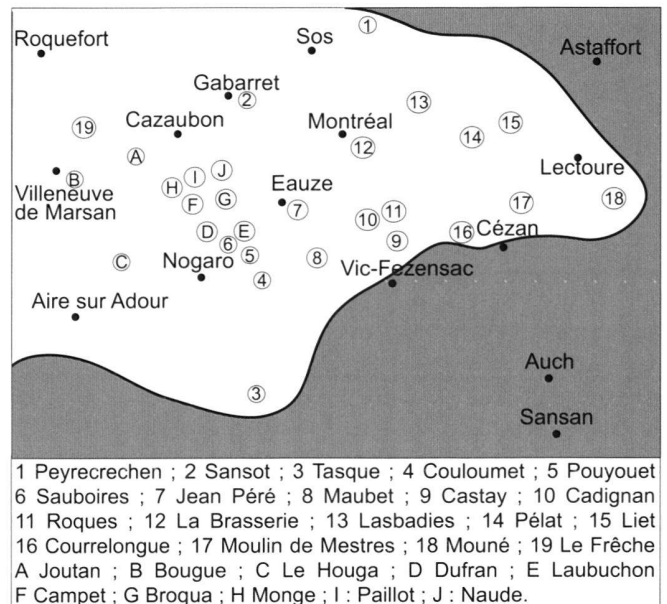 Roquefort
Sos
1
Astaffort
Gabarret
2
13
19
Cazaubon
Montréal
15
14
A
12
Lectoure
B
Villeneuve
de Marsan
H
I
J
Eauze
F
G
7
10
11
17
18
16
Cézan
D
E
6
9
C
Nogaro
5
8
Vic-Fezensac
4
Aire sur Adour
Auch
3
Sansan
1 Peyrecrechen ; 2 Sansot ; 3 Tasque ; 4 Couloumet ; 5 Pouyouet
6 Sauboires ; 7 Jean Péré ; 8 Maubet ; 9 Castay ; 10 Cadignan
11 Roques ; 12 La Brasserie ; 13 Lasbadies ; 14 Pélat ; 15 Liet
16 Courrelongue ; 17 Moulin de Mestres ; 18 Mouné ; 19 Le Frêche
A Joutan ; B Bougue ; C Le Houga ; D Dufran ; E Laubuchon
F Campet ; G Broqua ; H Monge ; I : Paillot ; J : Naude.